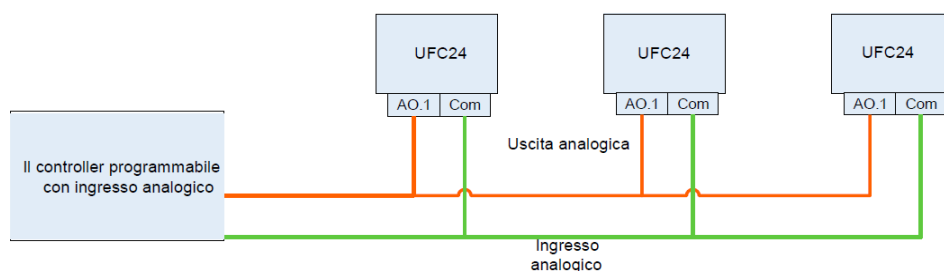 UFC24
UFC24
UFC24
AO.1
Com
AO.1
Com
AO.1
Com
Uscita analogica
Il controller programmabile
con ingresso analogico
Ingresso
analogico